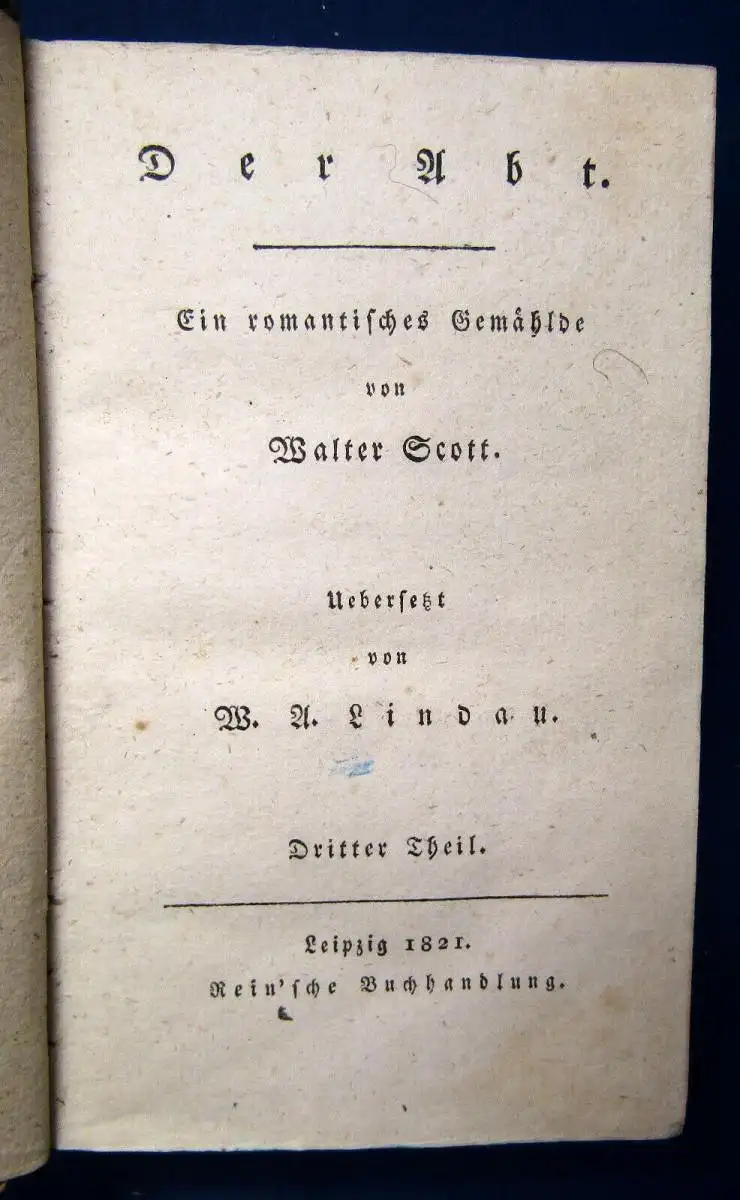 Der Abt.
Ein romantiſches Gemählde
von
Walter Scott.
Ueberſetzt
von
W. A. Lindau.
Dritter Theil.
Leipzig 1821.
Rein'ſche Buchhandlung.